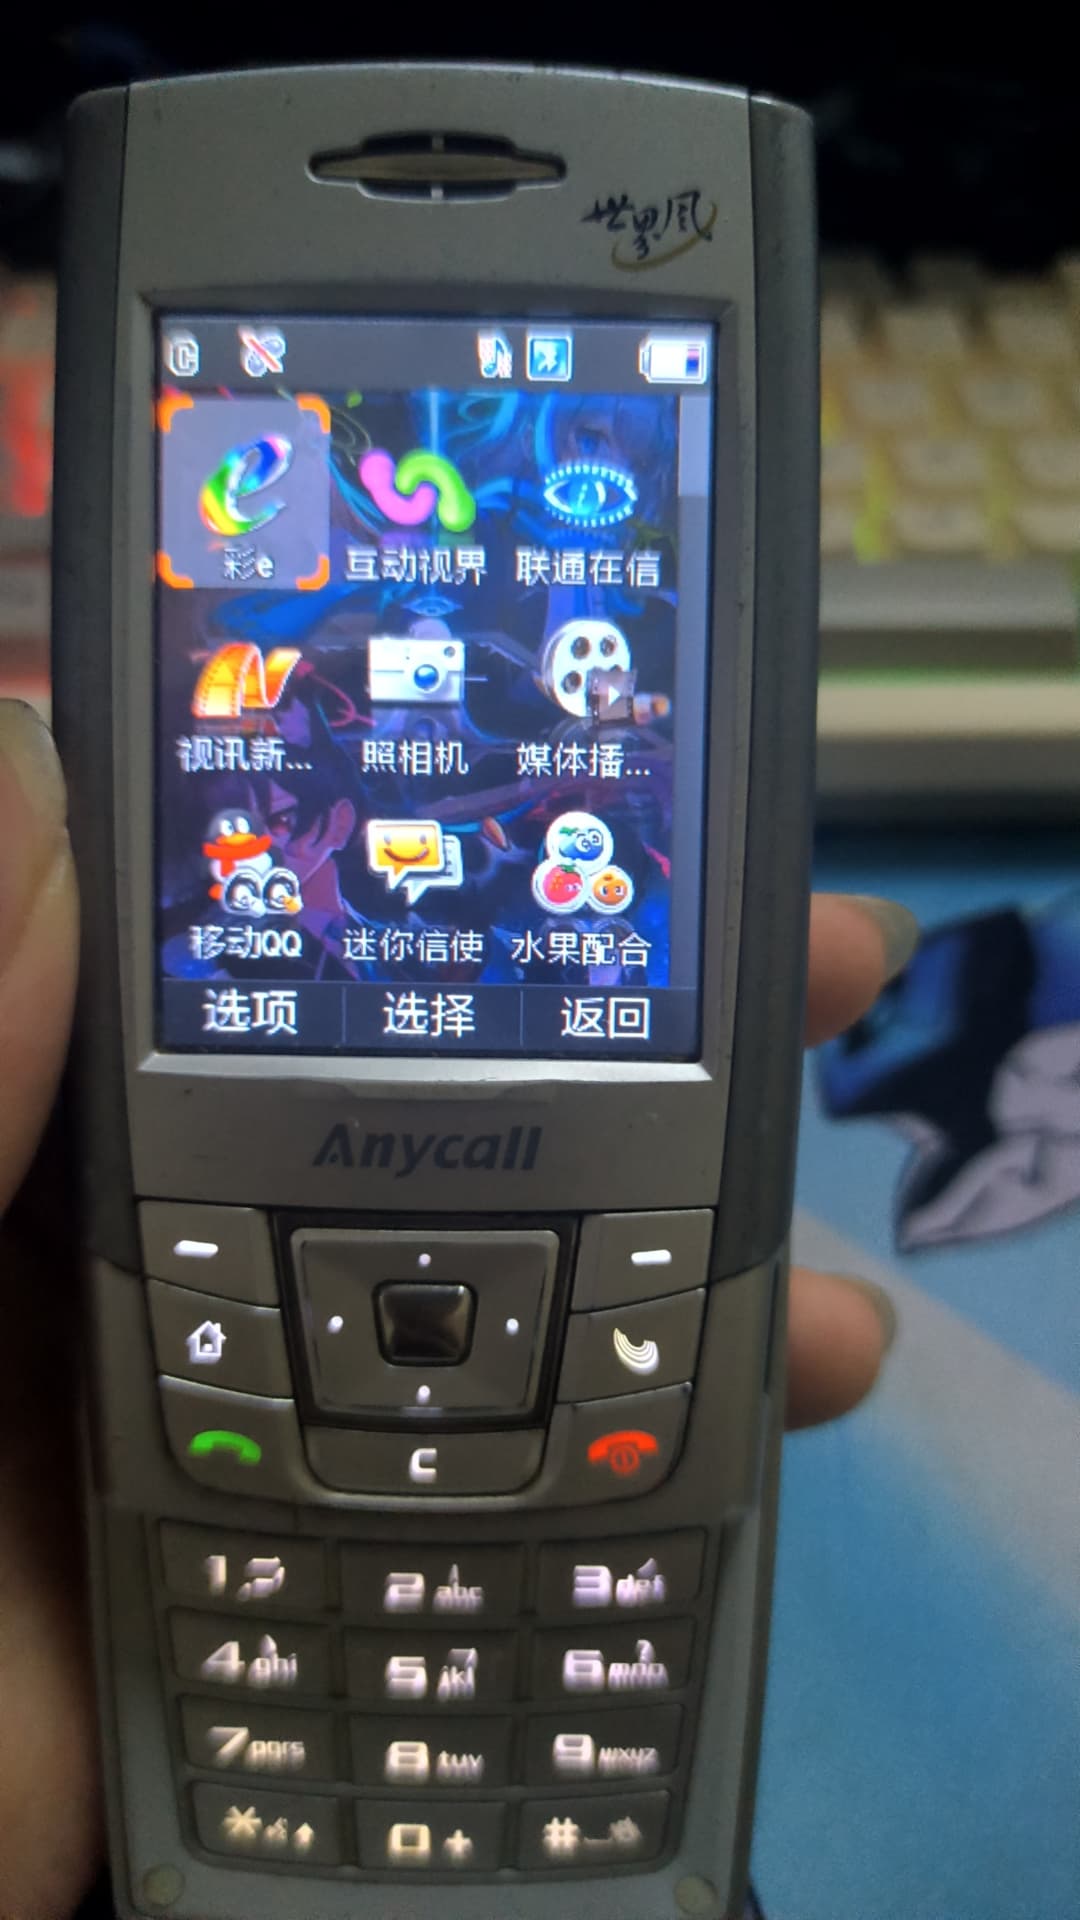 世界风
C
彩e
互动视界
联通在信
视讯新...
照相机
媒体播...
移动QQ
迷你信使
水果配合
选项
选择
返回
Anycall
C
1
2 abc
3 def
4 ghi
5 jkl
6 mno ?
7 pqrs
8 tuv
9 wxyz
*
0 +
#